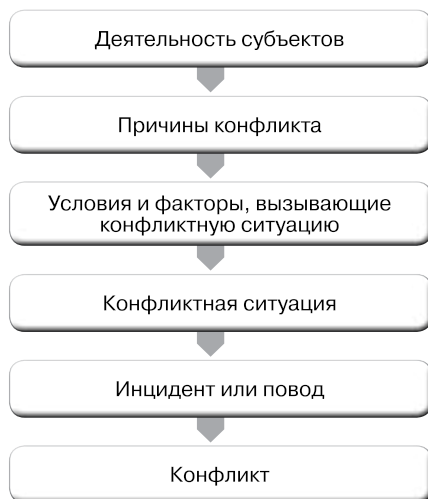 Деятельность субъектов
Причины конфликта
Условия и факторы, вызывающие
конфликтную ситуацию
Конфликтная ситуация
Инцидент или повод
Конфликт